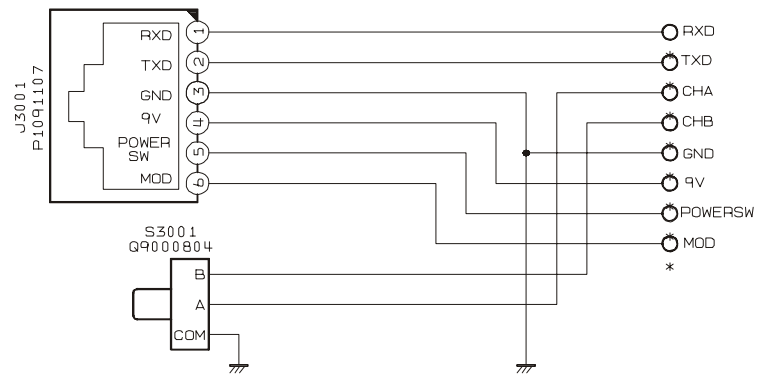 J3001
P1091107
RXD
TXD
GND
9V
POWER
SW
MOD
1
2
3
4
5
6
RXD
TXD
CHA
CHB
GND
9V
POWERSW
MOD
*
S3001
Q9000804
B
A
COM